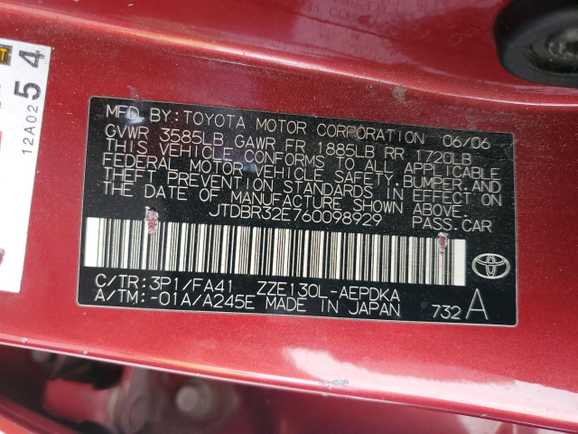 54
12A02
MFD. BY: TOYOTA MOTOR CORPORATION 06/06
GVWR 3585LB GAWR FR 1885LB RR 1720LB
THIS VEHICLE CONFORMS TO ALL APPLICABLE
FEDERAL MOTOR VEHICLE SAFETY, BUMPER, AND
THEFT PREVENTION STANDARDS IN EFFECT ON
THE DATE OF MANUFACTURE SHOWN ABOVE.
JTDBR32E760098929 PASS.CAR
C/TR: 3P1/FA41 ZZE130L-AEPDKA
A/TM: -01A/A245E MADE IN JAPAN 732 A